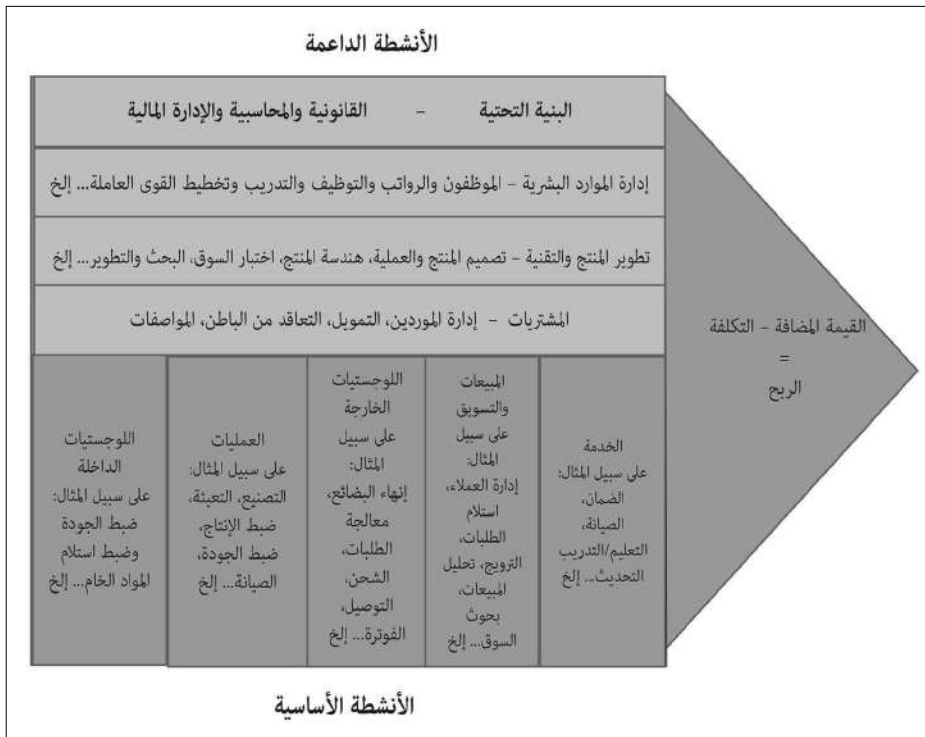 الأنشطة الداعمة
البنية التحتية – القانونية والمحاسبية والإدارة المالية
إدارة الموارد البشرية – الموظفون والرواتب والتوظيف والتدريب وتخطيط القوى العاملة... إلخ
تطوير المنتج والتقنية – تصميم المنتج والعملية، هندسة المنتج، اختبار السوق، البحث والتطوير... إلخ
المشتريات – إدارة الموردين، التمويل، التعاقد من الباطن، المواصفات
القيمة المضافة – التكلفة
=
الربح
الخدمة
على سبيل المثال:
الضمان،
الصيانة،
التعليم/التدريب
التحديث... إلخ
المبيعات
والتسويق
على سبيل
المثال:
إدارة العملاء،
استلام
الطلبات،
الترويج، تحليل
المبيعات،
بحوث
السوق... إلخ
اللوجستيات
الخارجة
على سبيل
المثال:
إنهاء البضائع،
معالجة
الطلبات،
الشحن،
التوصيل،
الفوترة... إلخ
العمليات
على سبيل المثال:
التصنيع، التعبئة،
ضبط الإنتاج،
ضبط الجودة،
الصيانة... إلخ
اللوجستيات
الداخلة
على سبيل المثال:
ضبط الجودة
وضبط استلام
المواد الخام... إلخ
الأنشطة الأساسية